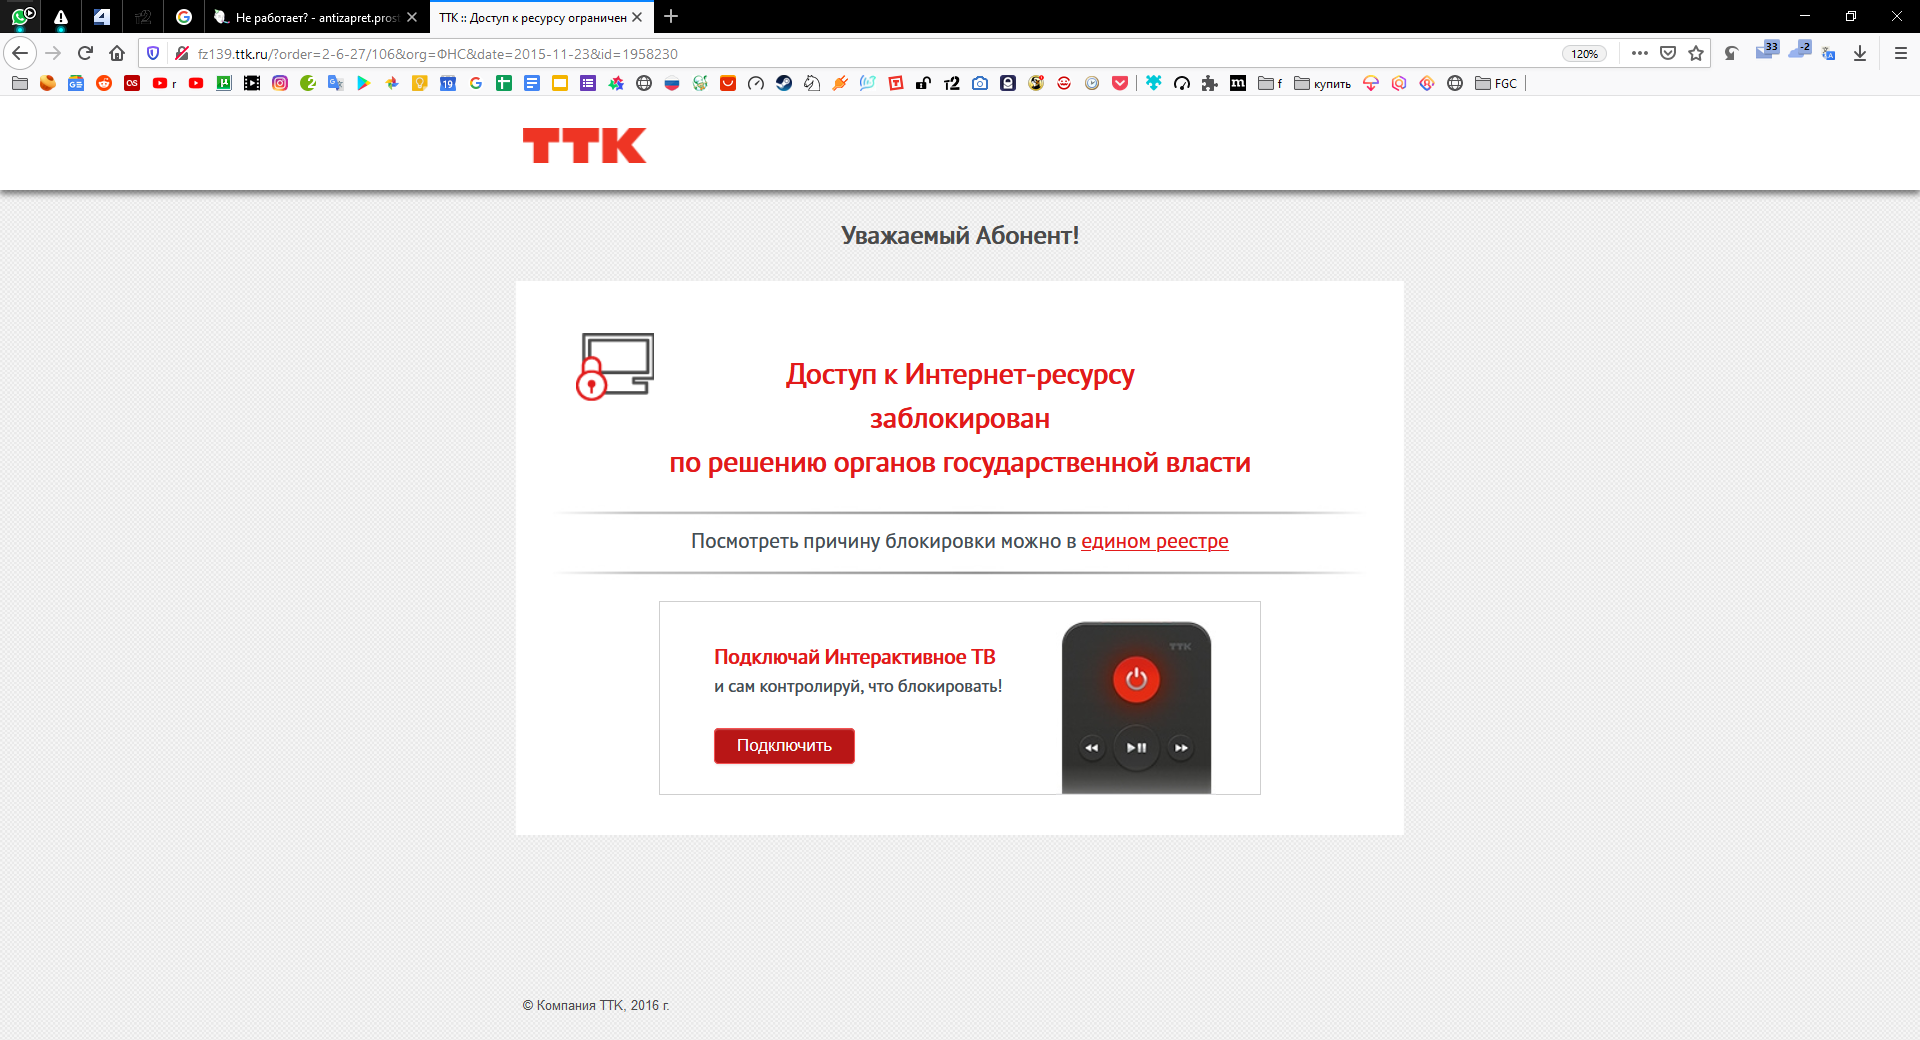 Не работает? - antizapret.prost
ТТК :: Доступ к ресурсу ограничен
fz139.ttk.ru/?order=2-6-27/106&org=ФНС&date=2015-11-23&id=1958230
120%
33
-2
r
19
т2
m
f
купить
FGC
ТТК
Уважаемый Абонент!
Доступ к Интернет-ресурсу
заблокирован
по решению органов государственной власти
Посмотреть причину блокировки можно в едином реестре
Подключай Интерактивное ТВ
и сам контролируй, что блокировать!
Подключить
ТТК
© Компания ТТК, 2016 г.